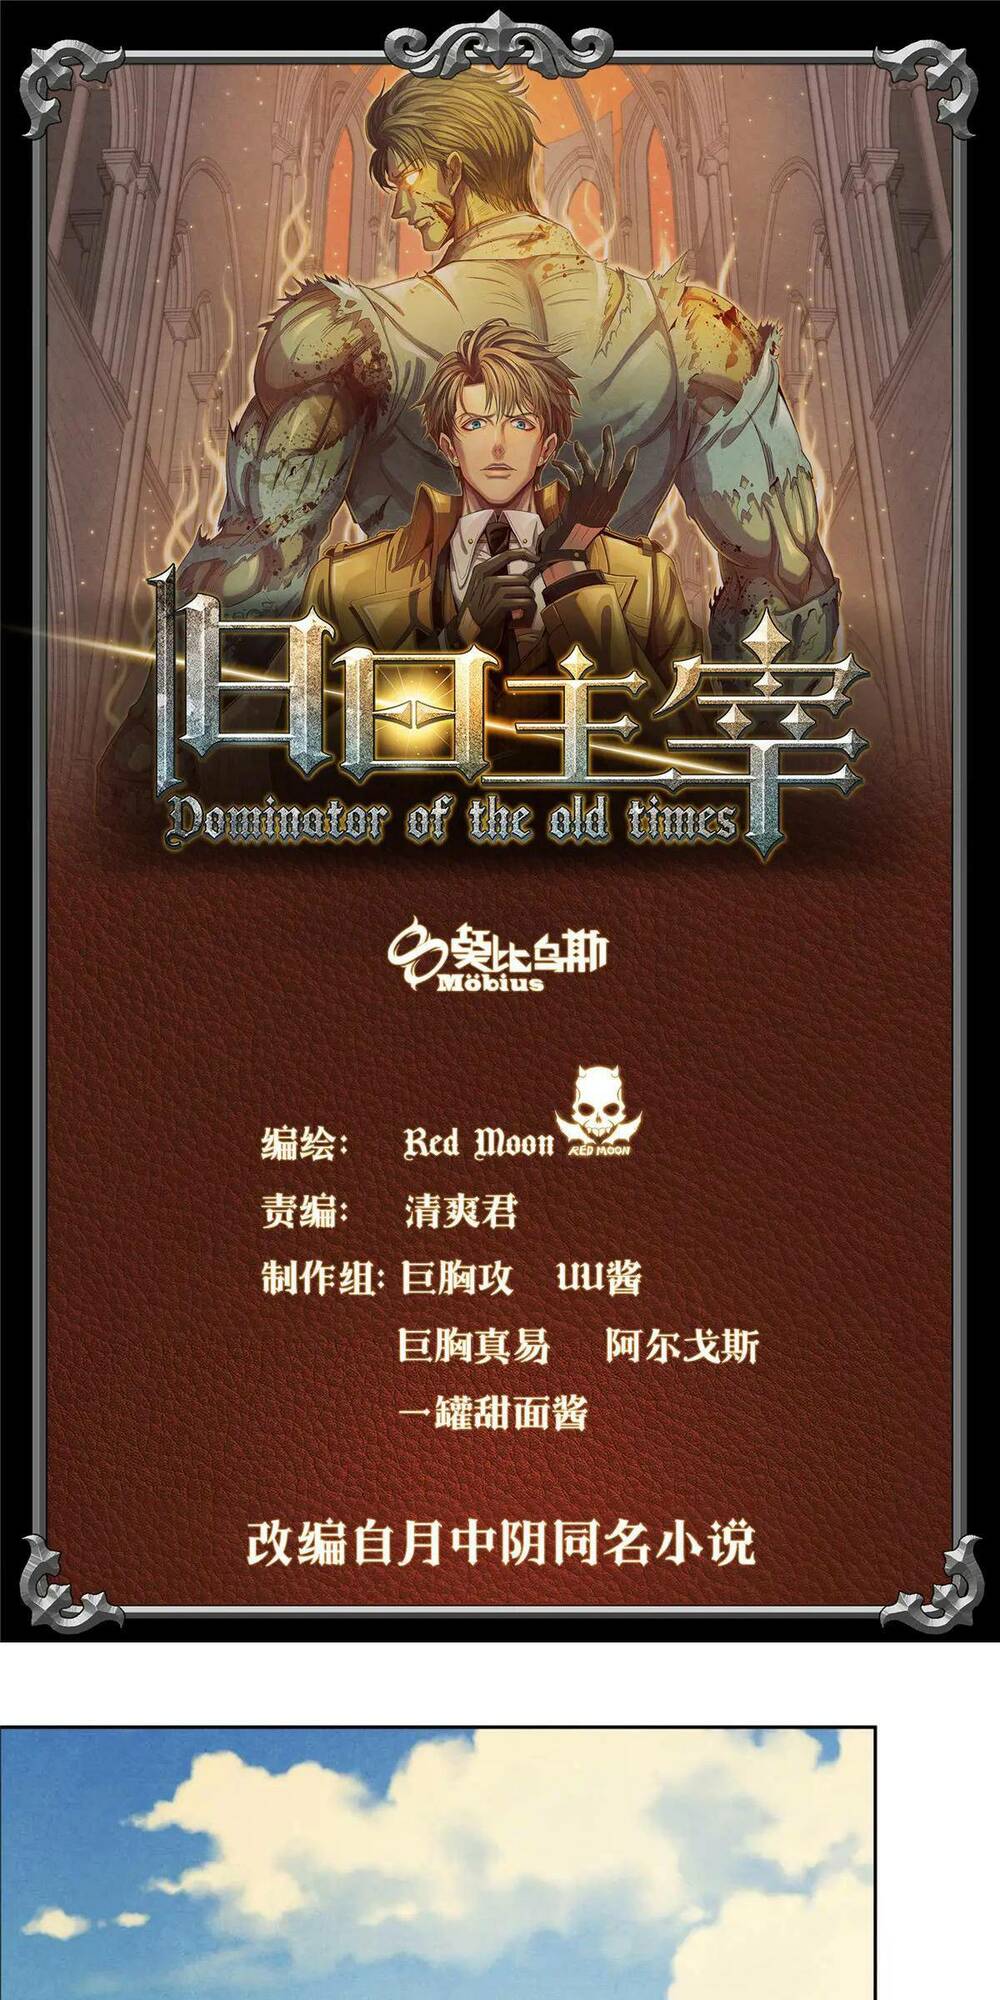 旧日主宰
Dominator of the old times
契比乌斯
Möbius
编绘: Red Moon
RED MOON
责编: 清爽君
制作组: 巨胸攻 UU酱
巨胸真易 阿尔戈斯
一罐甜面酱
改编自月中阴同名小说